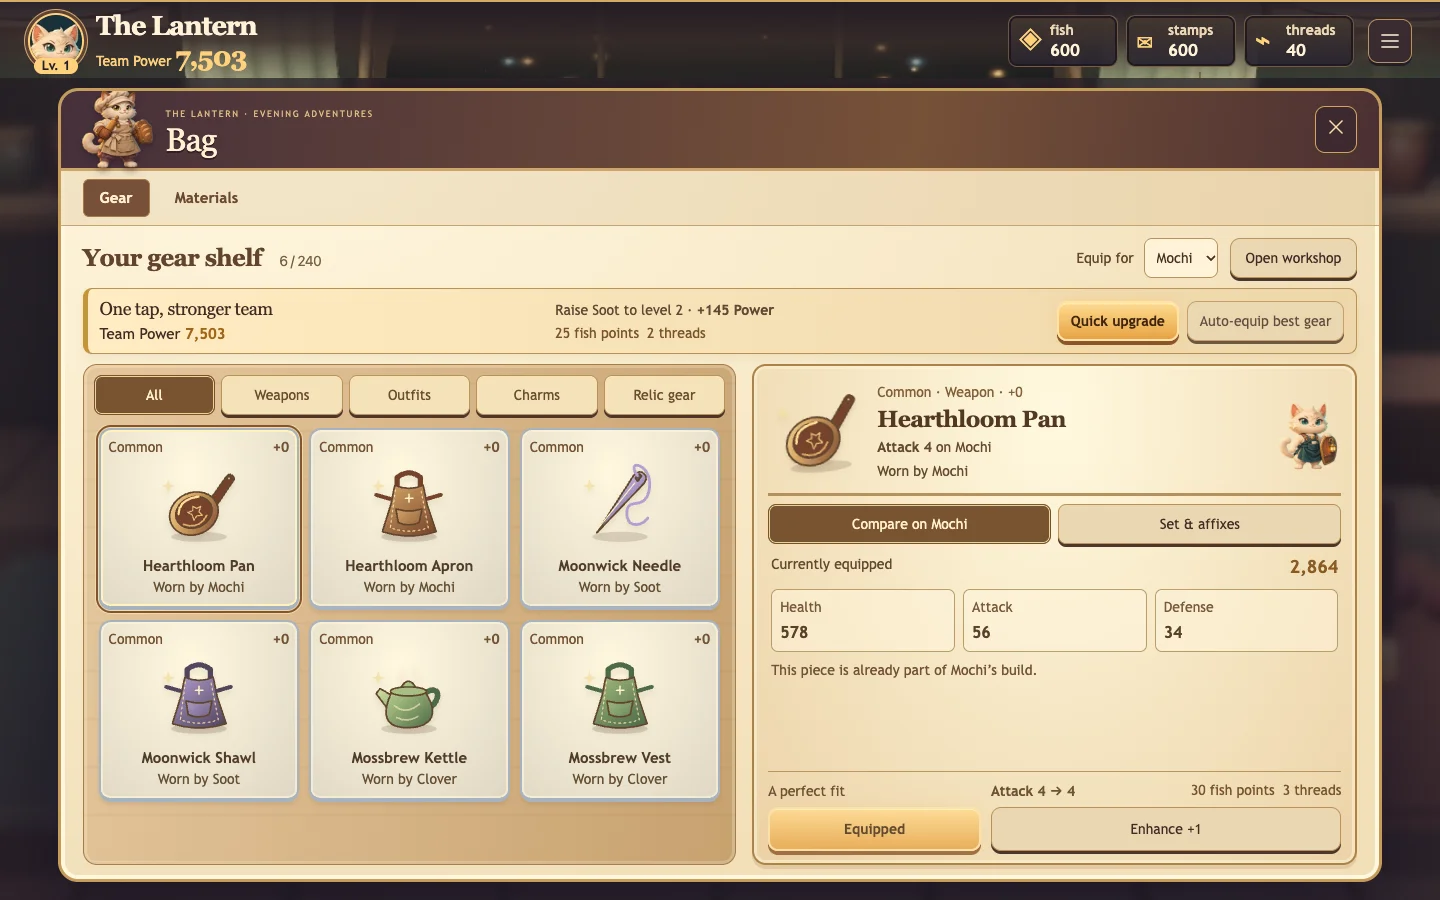 The Lantern
Team Power 7,503
Lv. 1
fish
600
stamps
600
threads
40
THE LANTERN · EVENING ADVENTURES
Bag
Gear
Materials
Your gear shelf 6 / 240
Equip for Mochi
Open workshop
One tap, stronger team
Team Power 7,503
Raise Soot to level 2 · +145 Power
25 fish points 2 threads
Quick upgrade
Auto-equip best gear
All
Weapons
Outfits
Charms
Relic gear
Common +0
Hearthloom Pan
Worn by Mochi
Common +0
Hearthloom Apron
Worn by Mochi
Common +0
Moonwick Needle
Worn by Soot
Common +0
Moonwick Shawl
Worn by Soot
Common +0
Mossbrew Kettle
Worn by Clover
Common +0
Mossbrew Vest
Worn by Clover
Common · Weapon · +0
Hearthloom Pan
Attack 4 on Mochi
Worn by Mochi
Compare on Mochi
Set & affixes
Currently equipped 2,864
Health
578
Attack
56
Defense
34
This piece is already part of Mochi's build.
A perfect fit
Equipped
Attack 4 → 4
30 fish points 3 threads
Enhance +1